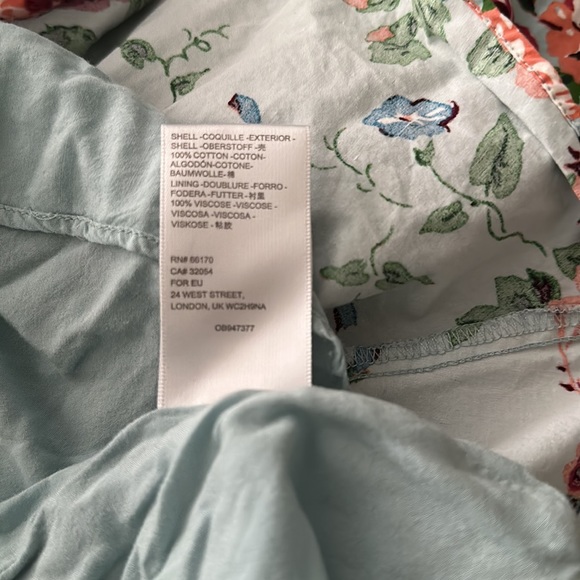 SHELL -COQUILLE -EXTERIOR -
SHELL -OBERSTOFF -壳
100% COTTON -COTON-
ALGODÓN-COTONE-
BAUMWOLLE- 棉
LINING -DOUBLURE -FORRO -
FODERA -FUTTER -衬里
100% VISCOSE -VISCOSE -
VISCOSA -VISCOSA -
VISKOSE - 粘胶
RN# 66170
CA# 32054
FOR EU
24 WEST STREET,
LONDON, UK WC2H9NA
OB947377